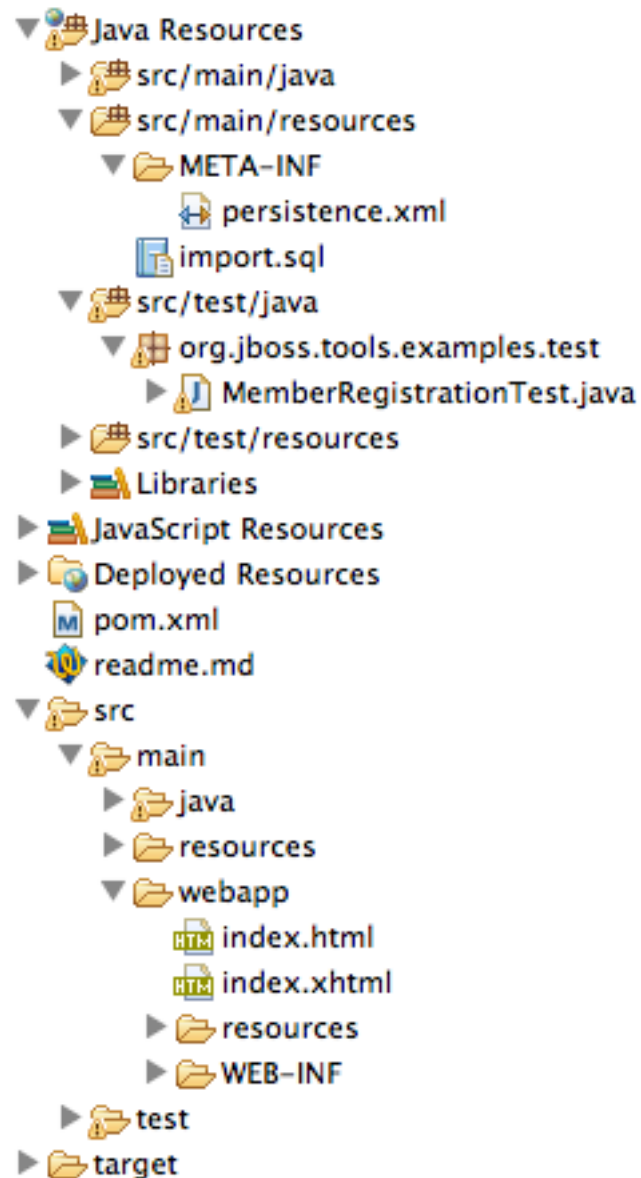 Java Resources
src/main/java
src/main/resources
META-INF
persistence.xml
import.sql
src/test/java
org.jboss.tools.examples.test
MemberRegistrationTest.java
src/test/resources
Libraries
JavaScript Resources
Deployed Resources
pom.xml
readme.md
src
main
java
resources
webapp
index.html
index.xhtml
resources
WEB-INF
test
target